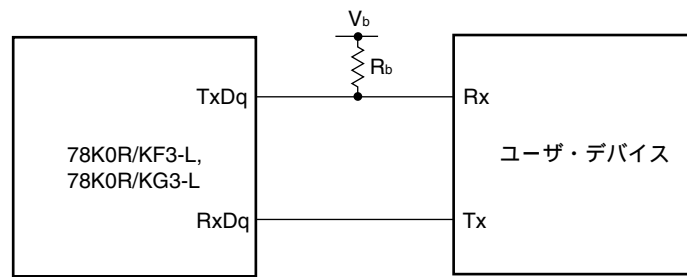 Vb
Rb
TxDq
Rx
78K0R/KF3-L,
78K0R/KG3-L
ユーザ・デバイス
RxDq
Tx